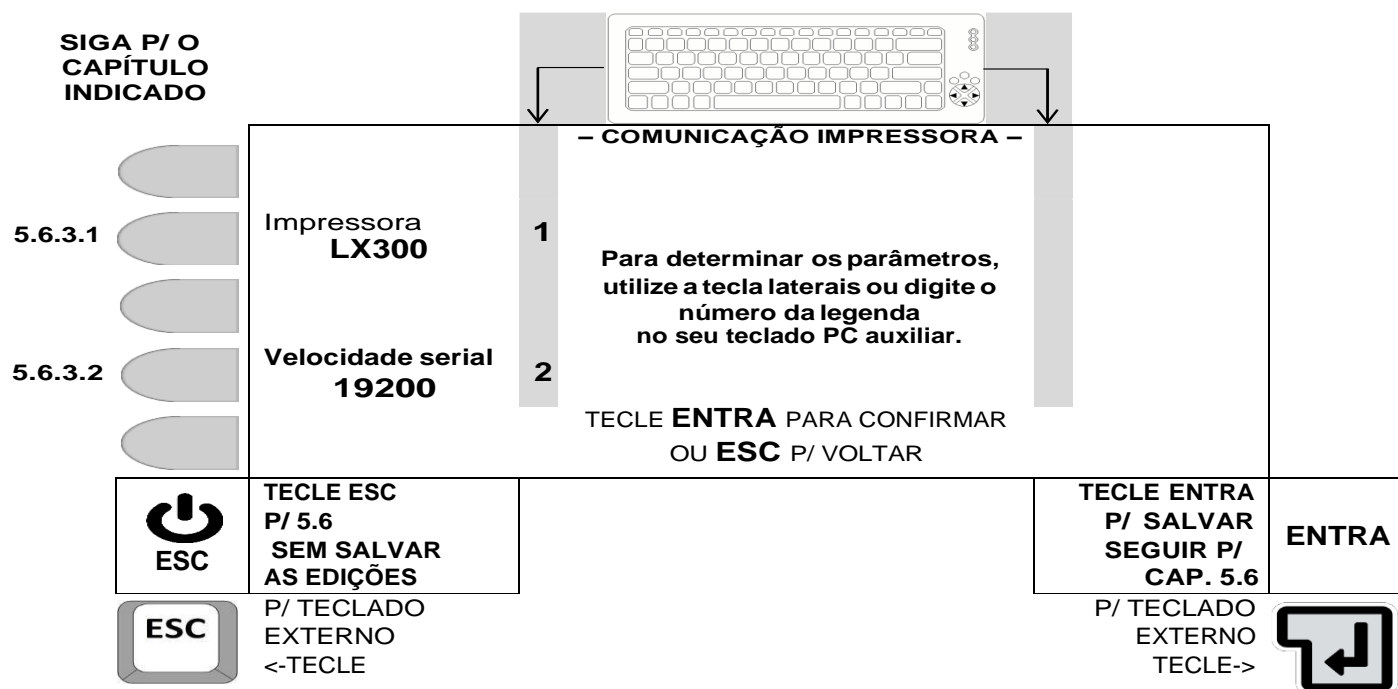 SIGA P/ O
CAPÍTULO
INDICADO
– COMUNICAÇÃO IMPRESSORA –
5.6.3.1
Impressora
LX300
1
Para determinar os parâmetros,
utilize a tecla laterais ou digite o
número da legenda
no seu teclado PC auxiliar.
5.6.3.2
Velocidade serial
19200
2
TECLE ENTRA PARA CONFIRMAR
OU ESC P/ VOLTAR
ESC
TECLE ESC
P/ 5.6
SEM SALVAR
AS EDIÇÕES
TECLE ENTRA
P/ SALVAR
SEGUIR P/
CAP. 5.6
ENTRA
ESC
P/ TECLADO
EXTERNO
<-TECLE
P/ TECLADO
EXTERNO
TECLE->